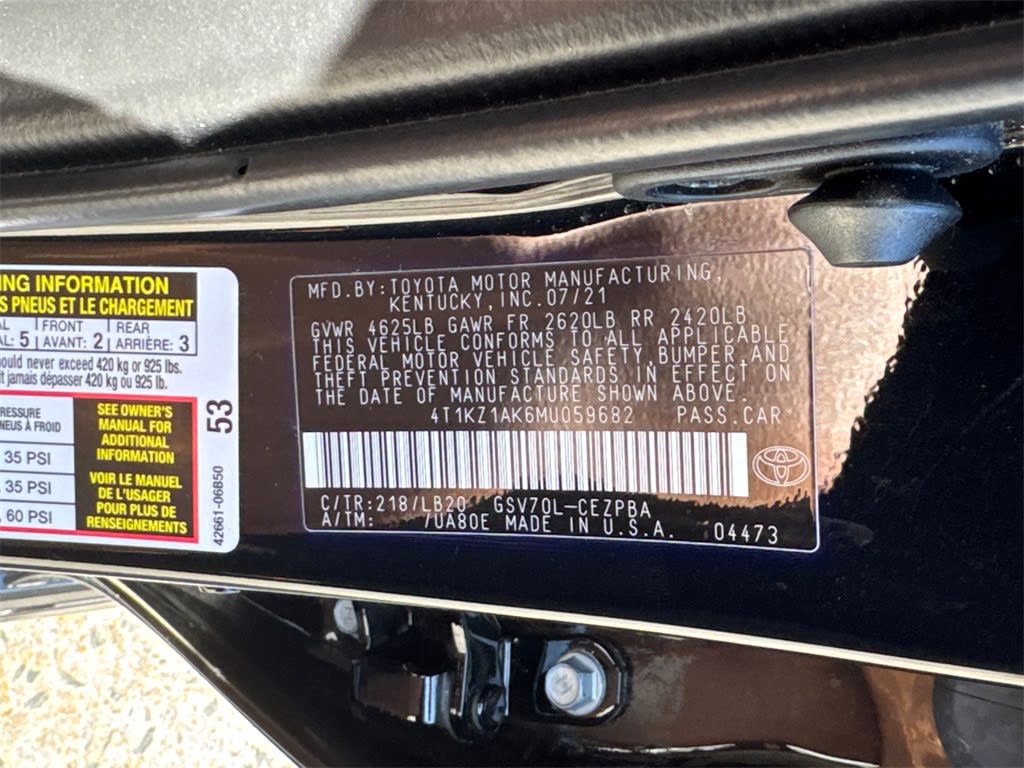 NG INFORMATION
S PNEUS ET LE CHARGEMENT
AL: 5 | FRONT AVANT: 2 | REAR ARRIÈRE: 3
should never exceed 420 kg or 925 lbs.
jamais dépasser 420 kg ou 925 lb.
PRESSURE
PNEUS À FROID
35 PSI
35 PSI
60 PSI
SEE OWNER'S
MANUAL FOR
ADDITIONAL
INFORMATION
VOIR LE MANUEL
DE L'USAGER
POUR PLUS DE
RENSEIGNEMENTS
53
42661-06B50
MFD.BY:TOYOTA MOTOR MANUFACTURING,
KENTUCKY, INC.07/21
GVWR 4625LB GAWR FR 2620LB RR 2420LB
THIS VEHICLE CONFORMS TO ALL APPLICABLE
FEDERAL MOTOR VEHICLE SAFETY,BUMPER,AND
THEFT PREVENTION STANDARDS IN EFFECT ON
THE DATE OF MANUFACTURE SHOWN ABOVE.
4T1KZ1AK6MU059682 PASS.CAR
C/TR:218/LB20 GSV70L-CEZPBA
A/TM: /UA80E MADE IN U.S.A. 04473